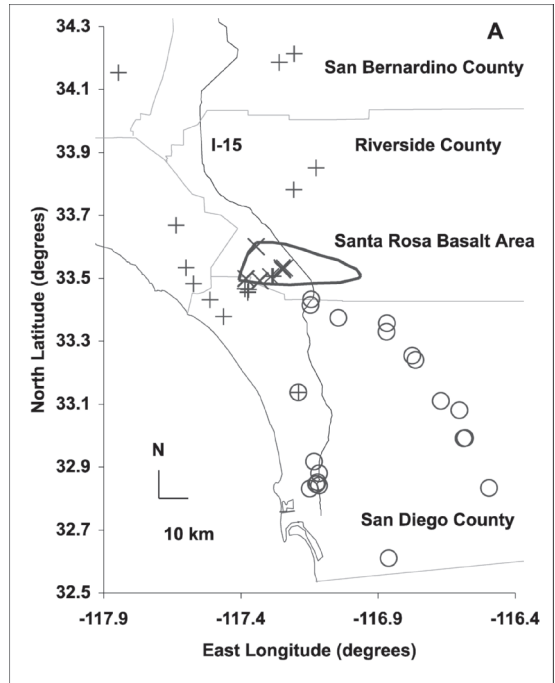 34.3
A
San Bernardino County
34.1
I-15
33.9
Riverside County
33.7
Santa Rosa Basalt Area
33.5
33.3
33.1
N
32.9
10 km
32.7
San Diego County
32.5
-117.9
-117.4
-116.9
-116.4
East Longitude (degrees)
North Latitude (degrees)